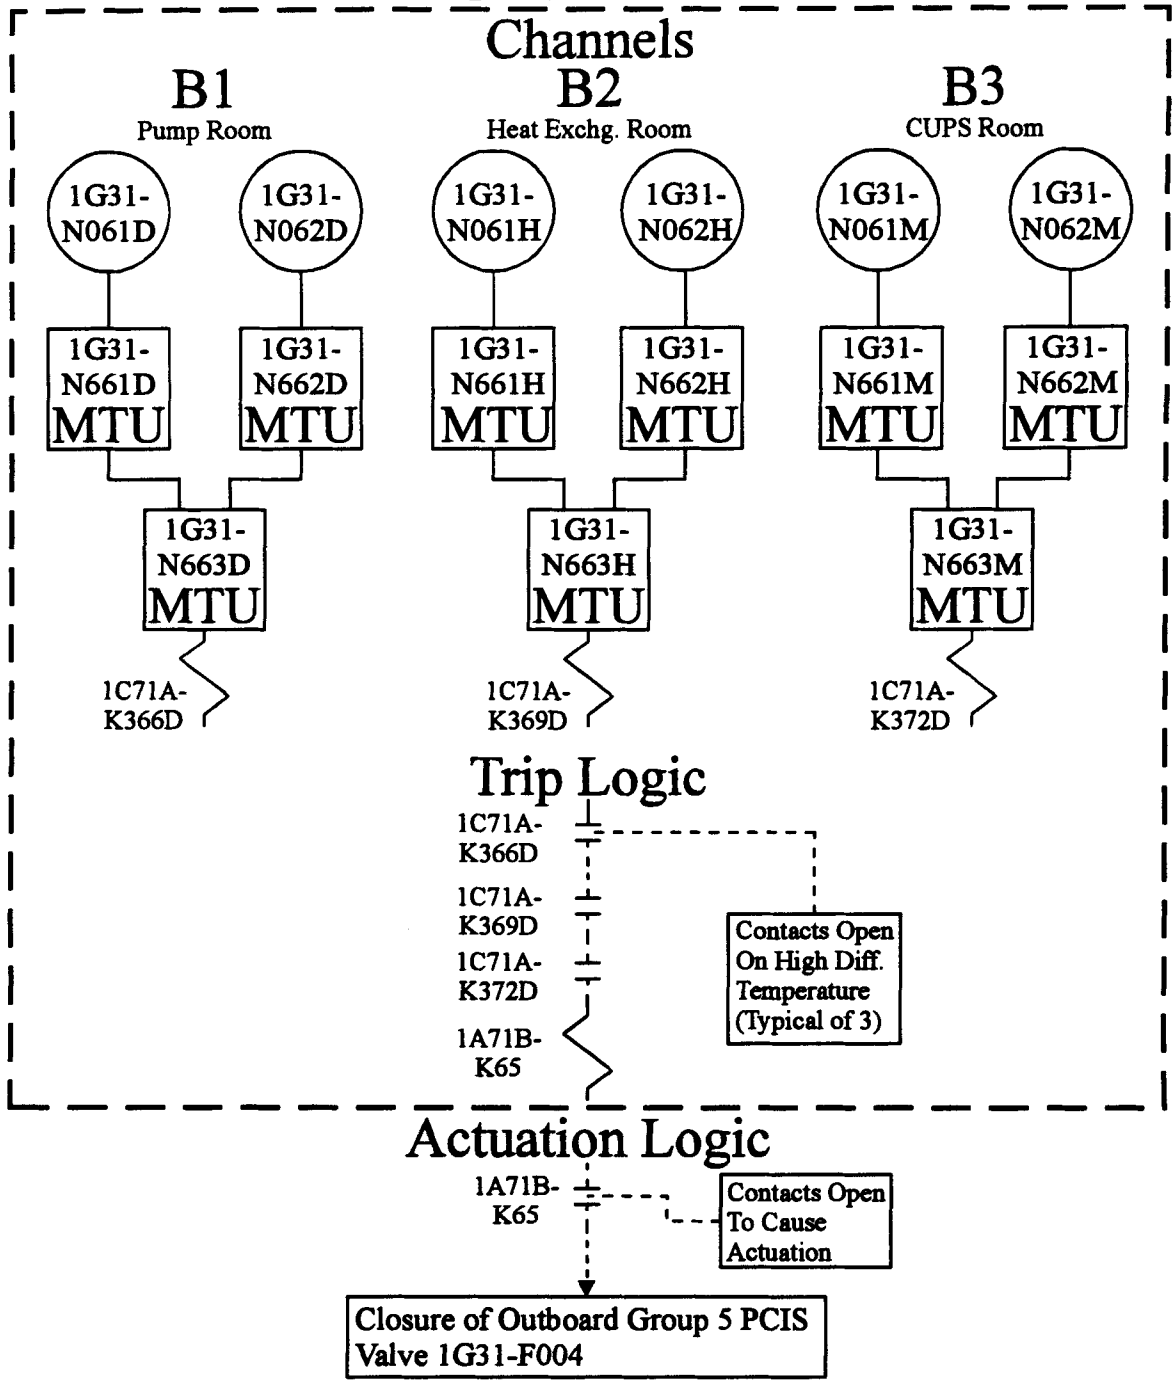 Channels
B1
Pump Room
B2
Heat Exchg. Room
B3
CUPS Room
1G31-
N061D
1G31-
N062D
1G31-
N061H
1G31-
N062H
1G31-
N061M
1G31-
N062M
1G31-
N661D
MTU
1G31-
N662D
MTU
1G31-
N661H
MTU
1G31-
N662H
MTU
1G31-
N661M
MTU
1G31-
N662M
MTU
1G31-
N663D
MTU
1G31-
N663H
MTU
1G31-
N663M
MTU
1C71A-
K366D
1C71A-
K369D
1C71A-
K372D
Trip Logic
1C71A-
K366D
1C71A-
K369D
1C71A-
K372D
1A71B-
K65
Contacts Open
On High Diff.
Temperature
(Typical of 3)
Actuation Logic
1A71B-
K65
Contacts Open
To Cause
Actuation
Closure of Outboard Group 5 PCIS
Valve 1G31-F004